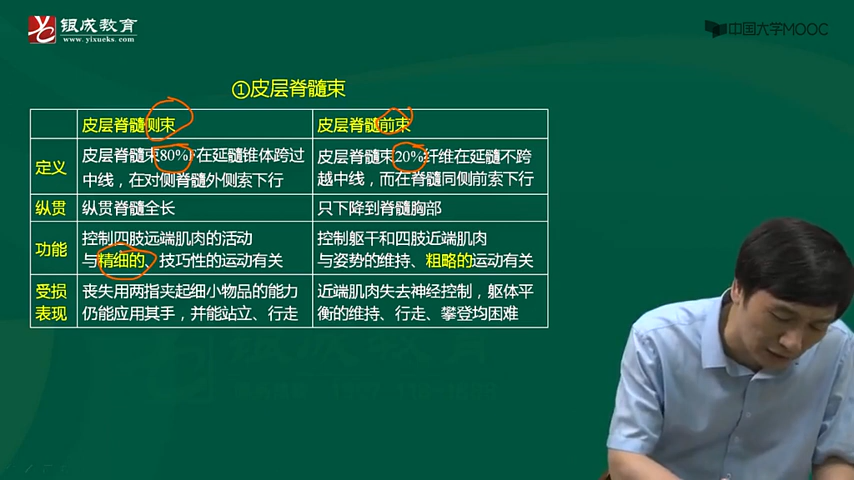 银成教育
www.yixueks.com
中国大学MOOC
①皮层脊髓束
皮层脊髓侧束
皮层脊髓前束
定义
皮层脊髓束80%在延髓锥体跨过
中线，在对侧脊髓外侧索下行
皮层脊髓束20%纤维在延髓不跨
越中线，而在脊髓同侧前索下行
纵贯
纵贯脊髓全长
只下降到脊髓胸部
功能
控制四肢远端肌肉的活动
与精细的、技巧性的运动有关
控制躯干和四肢近端肌肉
与姿势的维持、粗略的运动有关
受损
表现
丧失用两指夹起细小物品的能力
仍能应用其手，并能站立、行走
近端肌肉失去神经控制，躯体平
衡的维持、行走、攀登均困难
银成教育